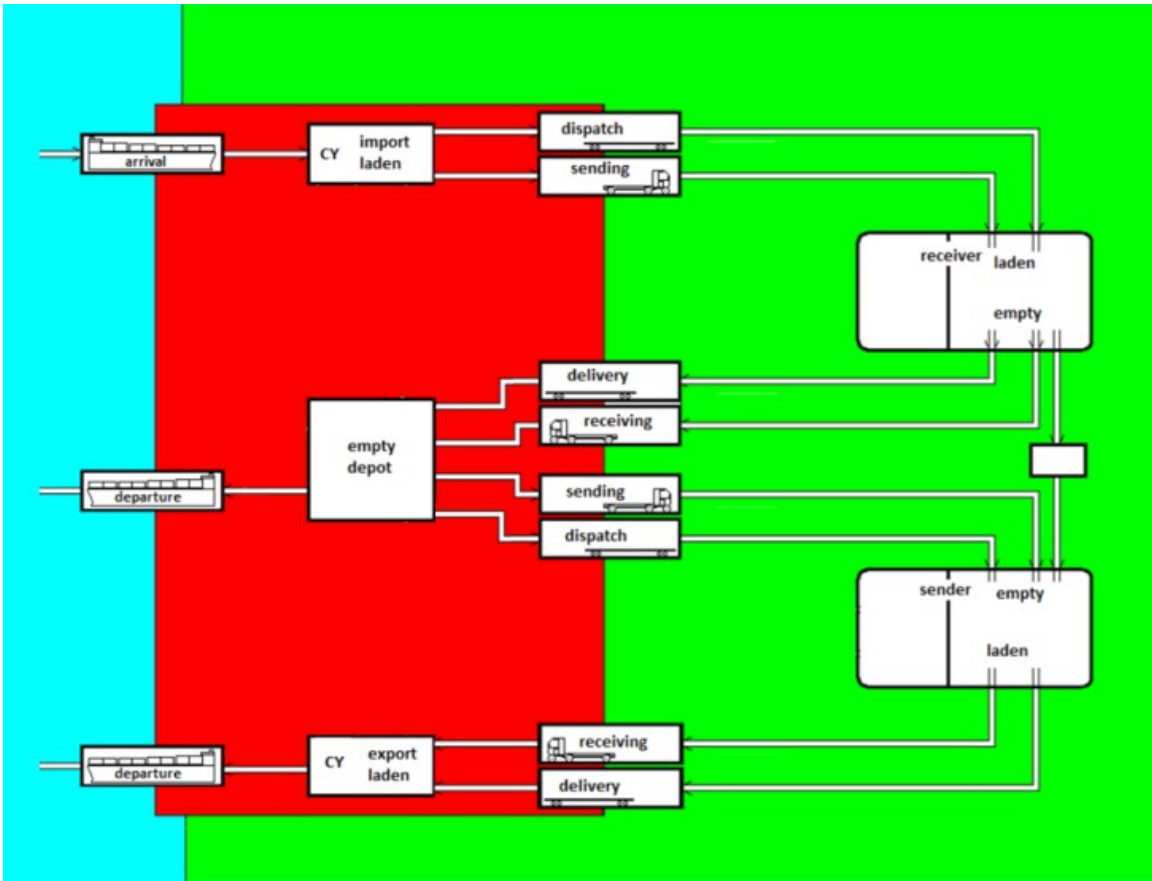 arrival
CY import
laden
dispatch
sending
receiver laden
empty
delivery
receiving
empty
depot
departure
sending
dispatch
sender empty
laden
receiving
delivery
CY export
laden
departure